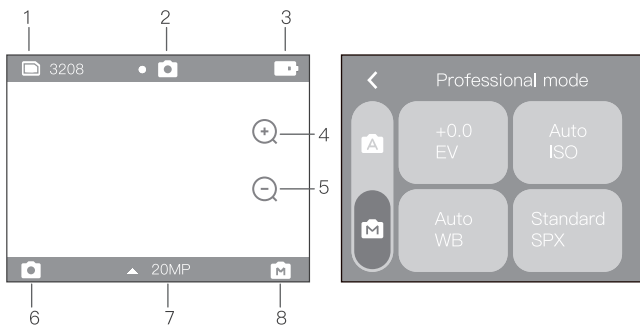 1 2 3
3208
4
5
20MP
M
6 7 8
Professional mode
A
+0.0
EV
Auto
ISO
M
Auto
WB
Standard
SPX